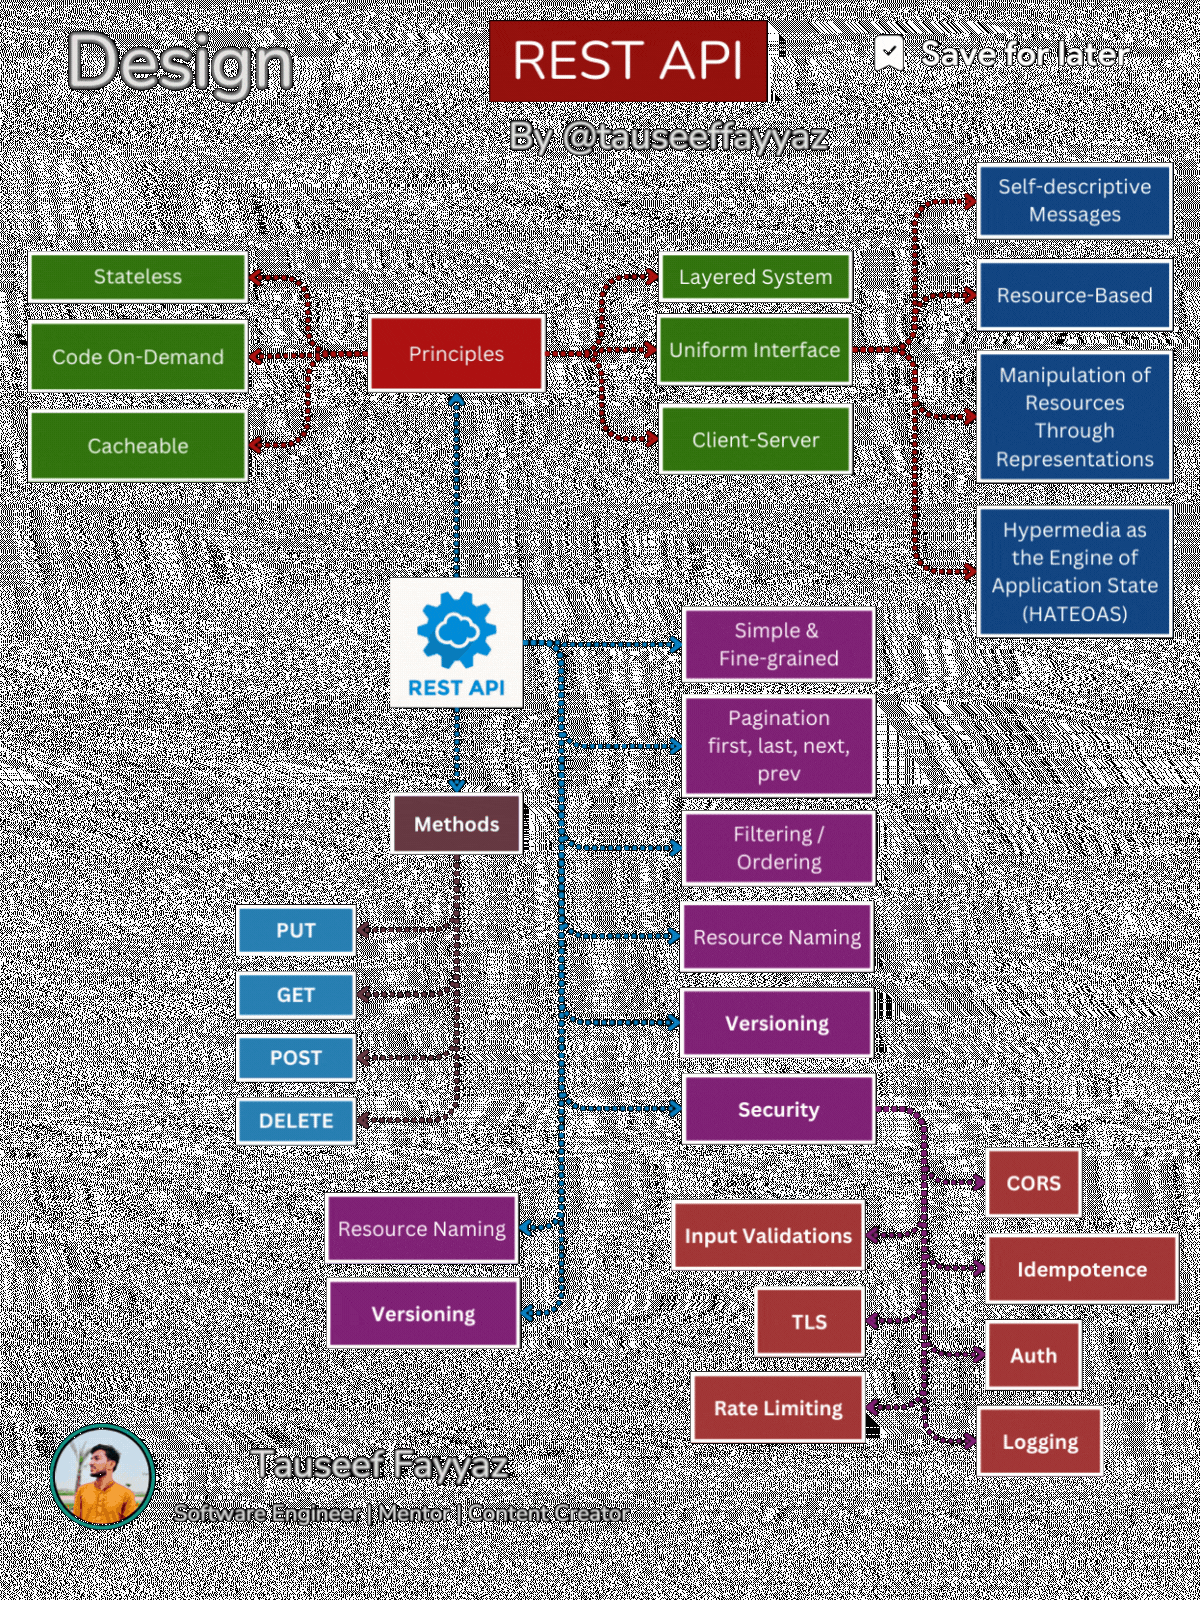 Design
REST API
Save for later
By @tauseeffayyaz
Self-descriptive
Messages
Stateless
Layered System
Resource-Based
Code On-Demand
Principles
Uniform Interface
Manipulation of
Resources
Through
Representations
Cacheable
Client-Server
Hypermedia as
the Engine of
Application State
(HATEOAS)
REST API
Simple &
Fine-grained
Pagination
first, last, next,
prev
Methods
Filtering /
Ordering
PUT
Resource Naming
GET
Versioning
POST
Security
DELETE
CORS
Resource Naming
Input Validations
Idempotence
Versioning
TLS
Auth
Rate Limiting
Logging
Tauseef Fayyaz
Software Engineer | Mentor | Content Creator